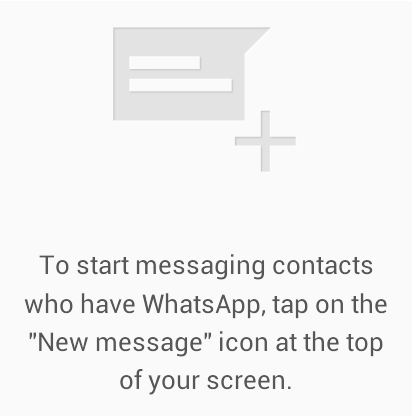 To start messaging contacts
who have WhatsApp, tap on the
"New message" icon at the top
of your screen.